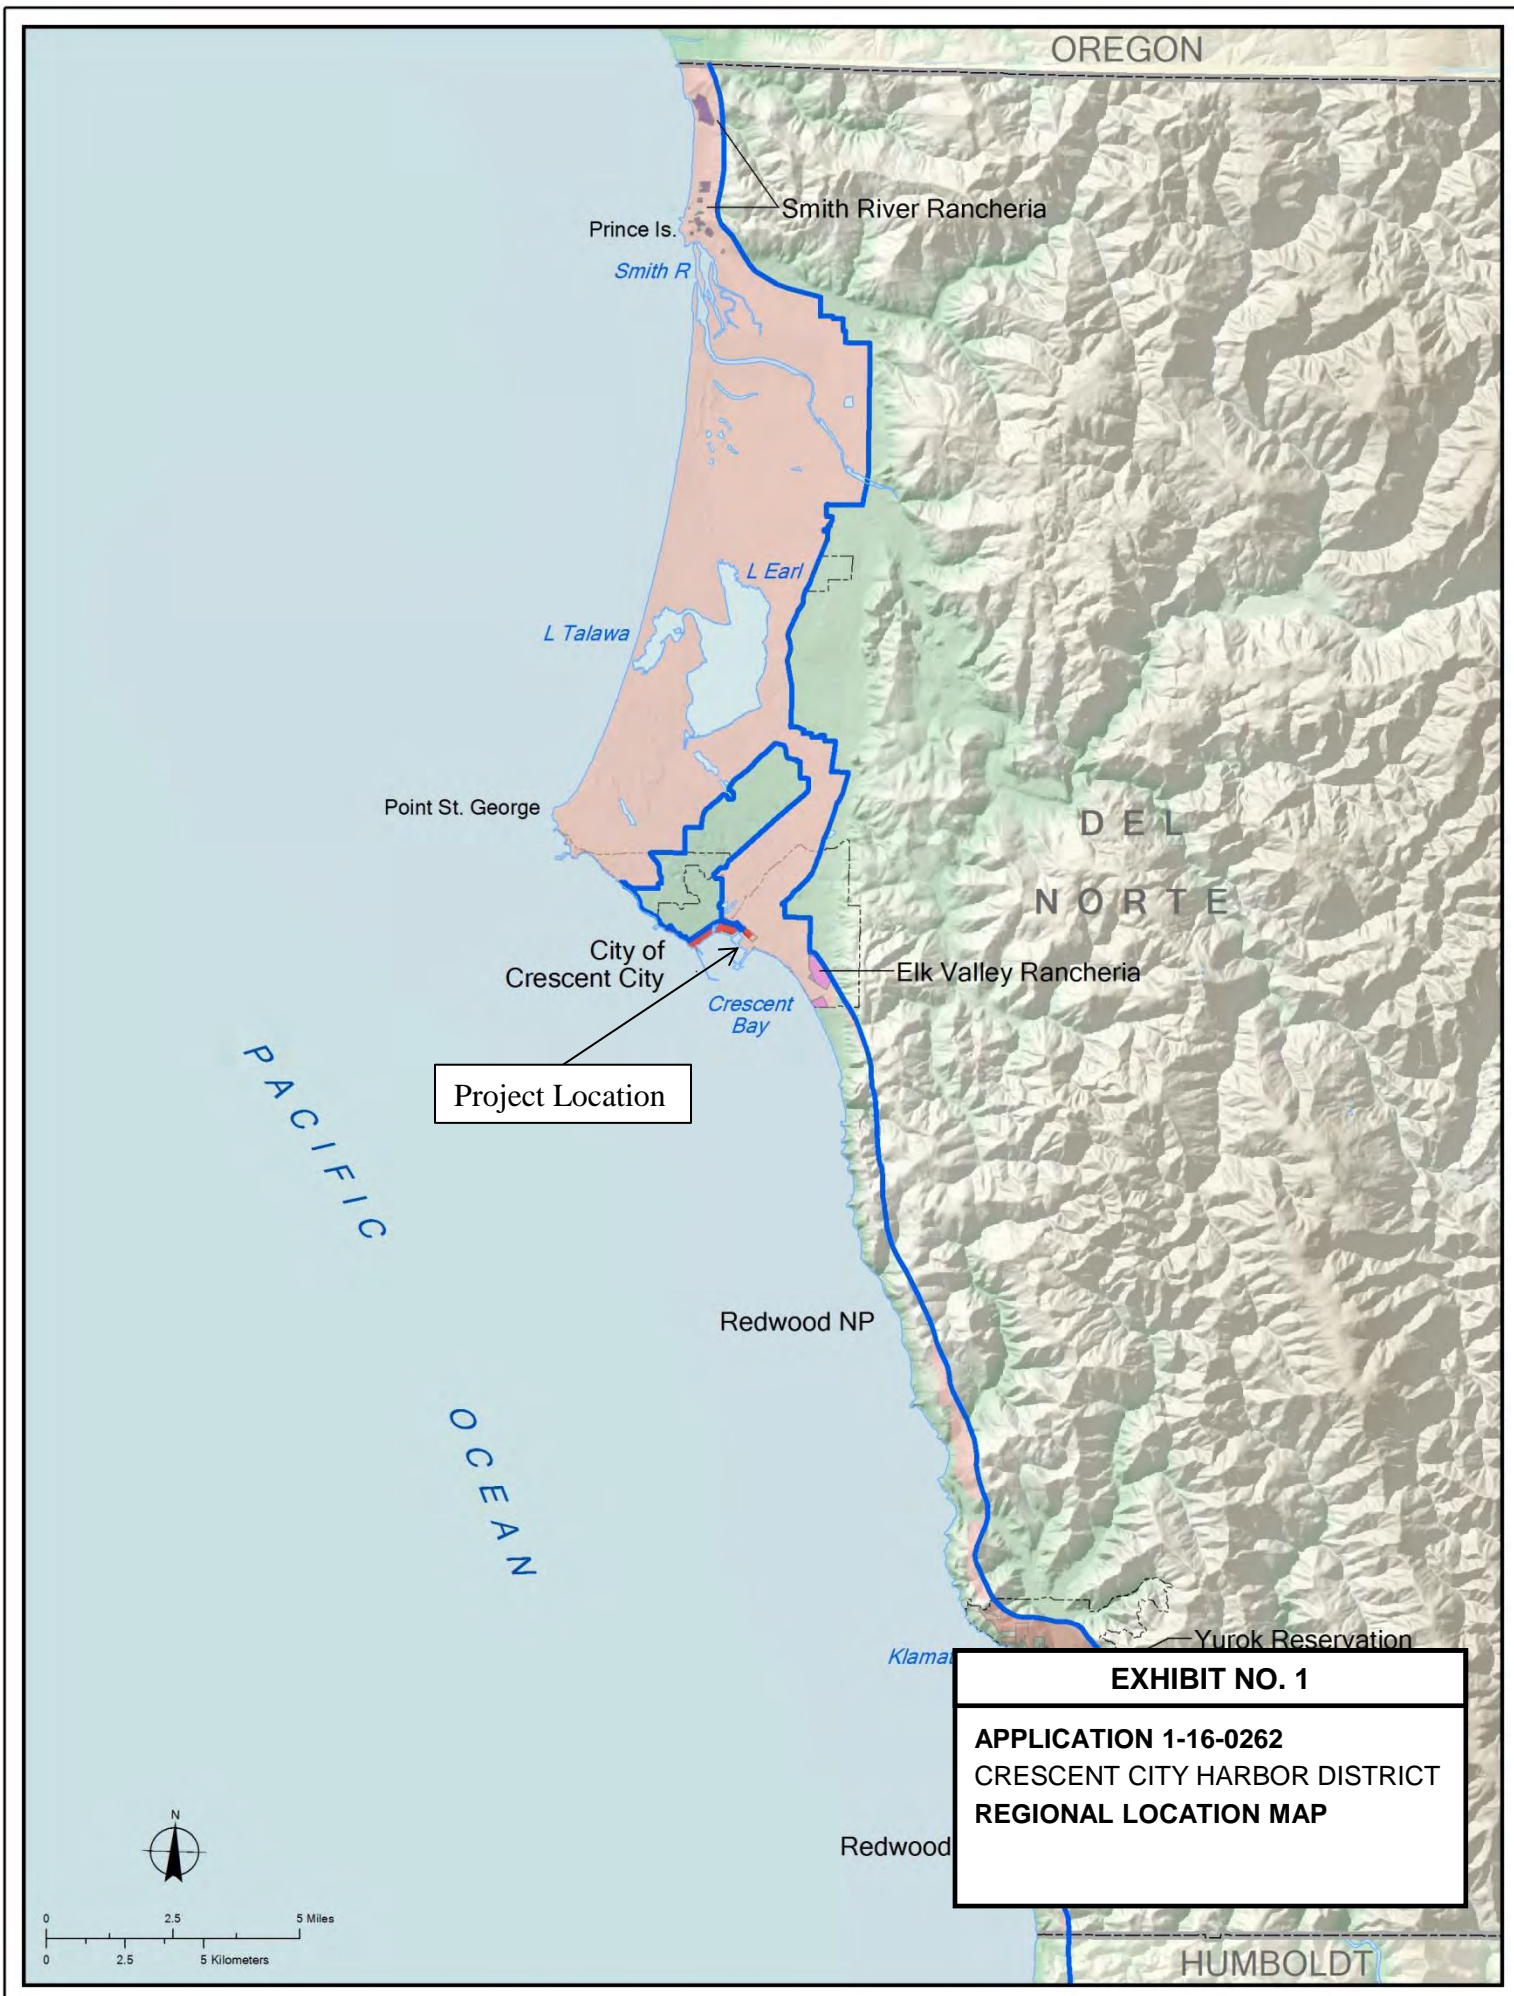 OREGON
Smith River Rancheria
Prince Is.
Smith R
L Earl
L Talawa
Point St. George
DEL
NORTE
City of
Crescent City
Elk Valley Rancheria
Crescent
Bay
Project Location
PACIFIC
OCEAN
Redwood NP
Yurok Reservation
Klamat
EXHIBIT NO. 1
APPLICATION 1-16-0262
CRESCENT CITY HARBOR DISTRICT
REGIONAL LOCATION MAP
Redwood
N
0 2.5 5 Miles
0 2.5 5 Kilometers
HUMBOLDT